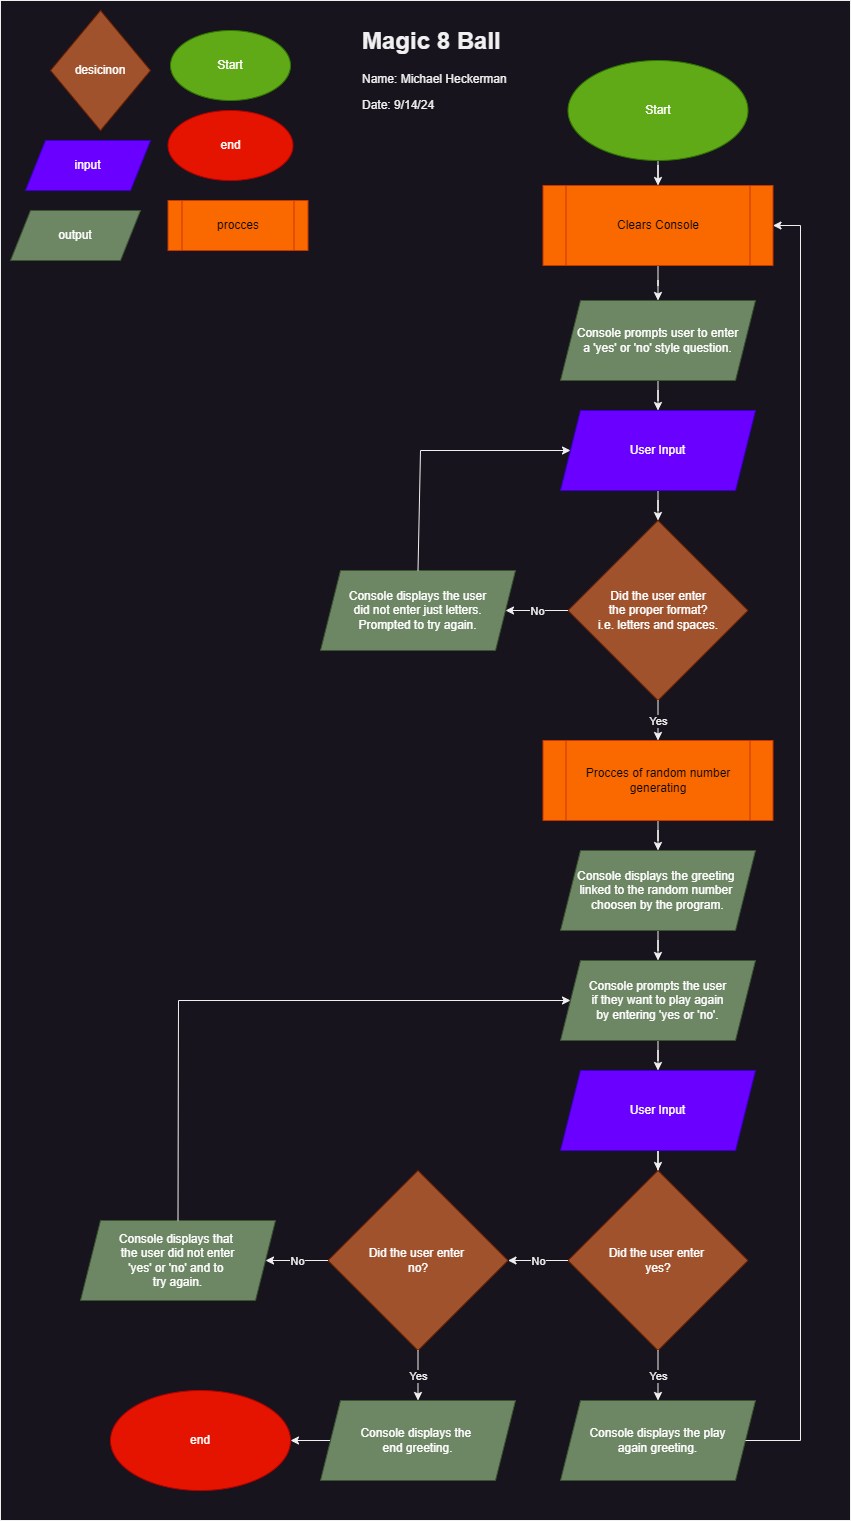 Magic 8 Ball
Name: Michael Heckerman
Date: 9/14/24
desicinon
Start
input
end
output
procces
Start
Clears Console
Console prompts user to enter
a 'yes' or 'no' style question.
User Input
Did the user enter
the proper format?
i.e. letters and spaces.
No
Console displays the user
did not enter just letters.
Prompted to try again.
Yes
Procces of random number
generating
Console displays the greeting
linked to the random number
choosen by the program.
Console prompts the user
if they want to play again
by entering 'yes or 'no'.
User Input
Did the user enter
yes?
No
Did the user enter
no?
No
Console displays that
the user did not enter
'yes' or 'no' and to
try again.
Yes
Yes
Console displays the play
again greeting.
Console displays the
end greeting.
end